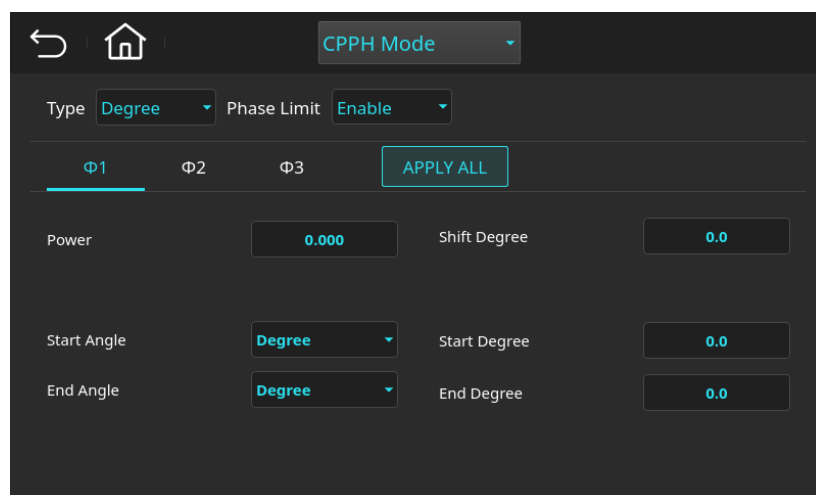 CPPH Mode
Type Degree Phase Limit Enable
Φ1 Φ2 Φ3 APPLY ALL
Power 0.000 Shift Degree 0.0
Start Angle Degree Start Degree 0.0
End Angle Degree End Degree 0.0